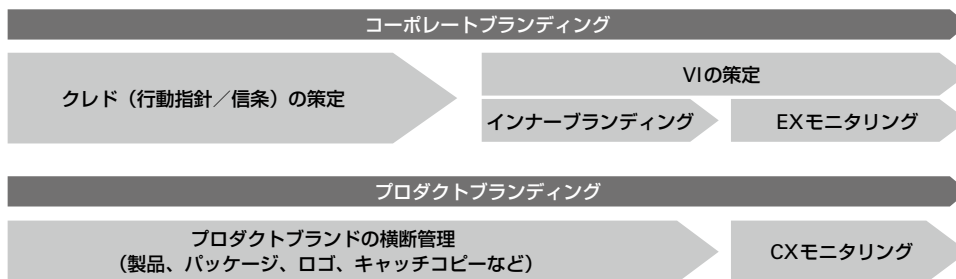 コーポレートブランディング
クレド（行動指針／信条）の策定
VIの策定
インナーブランディング
EXモニタリング
プロダクトブランディング
プロダクトブランドの横断管理
（製品、パッケージ、ロゴ、キャッチコピーなど）
CXモニタリング